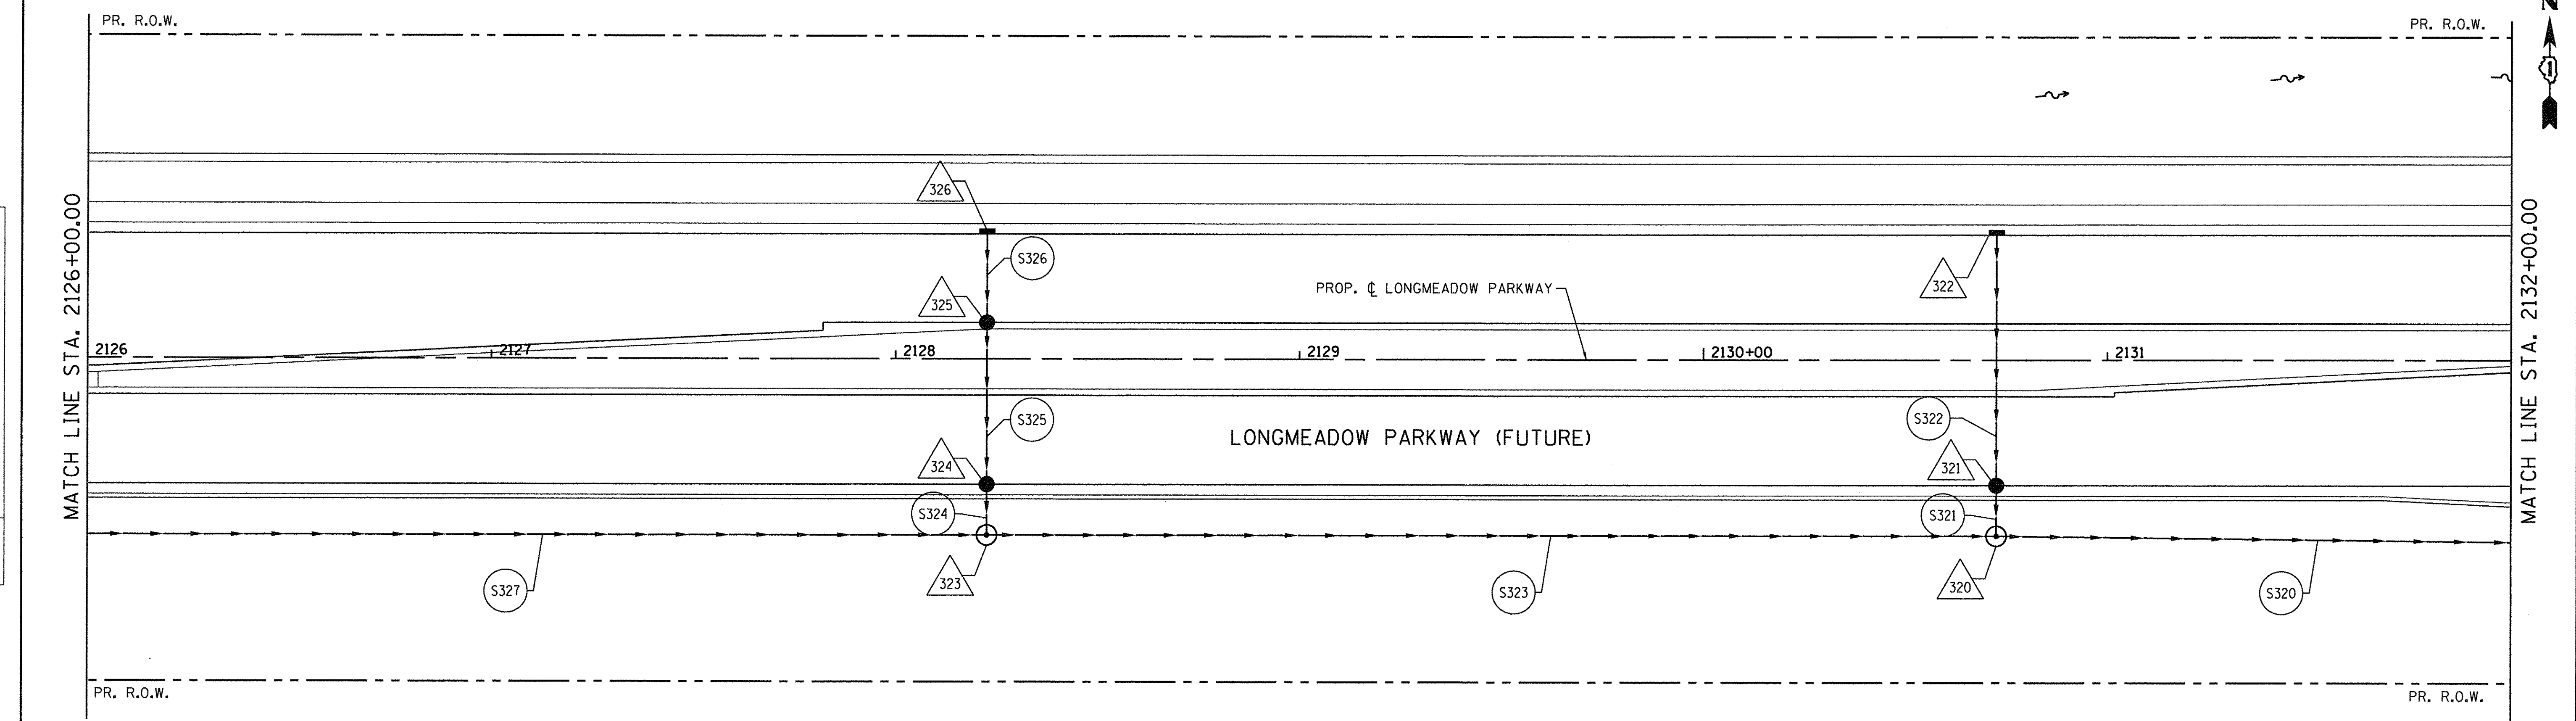 PR. R.O.W.
PR. R.O.W.
N
1
MATCH LINE STA. 2126+00.00
MATCH LINE STA. 2132+00.00
326
S326
322
325
PROP. ℄ LONGMEADOW PARKWAY
2126
2127
2128
2129
2130+00
2131
S325
S322
LONGMEADOW PARKWAY (FUTURE)
324
321
S324
S321
S327
323
S323
320
S320
PR. R.O.W.
PR. R.O.W.